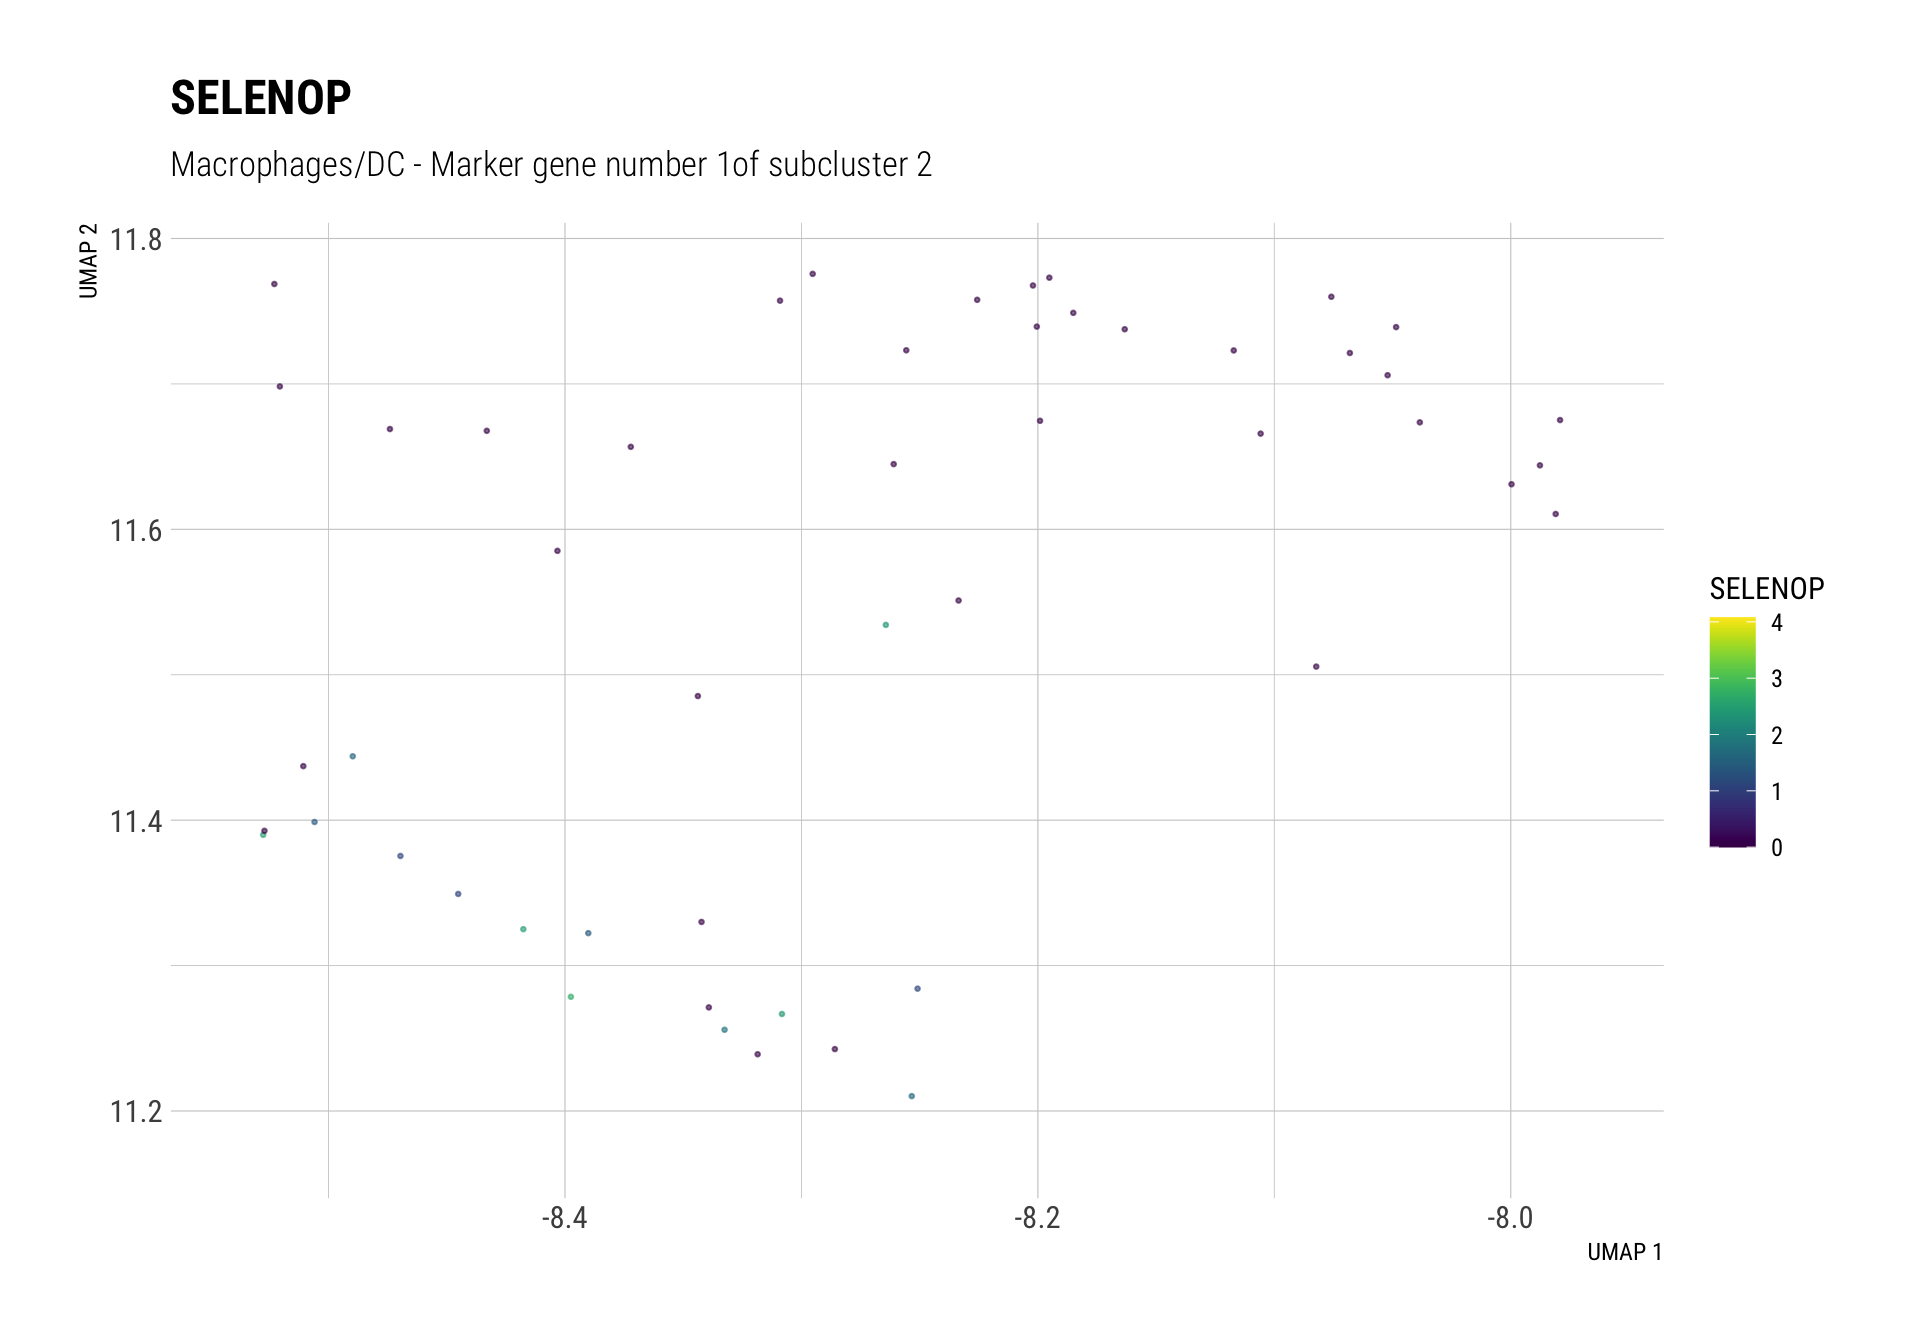 SELENOP
Macrophages/DC - Marker gene number 1of subcluster 2
UMAP 2
11.8
11.6
11.4
11.2
-8.4
-8.2
-8.0
UMAP 1
SELENOP
4
3
2
1
0